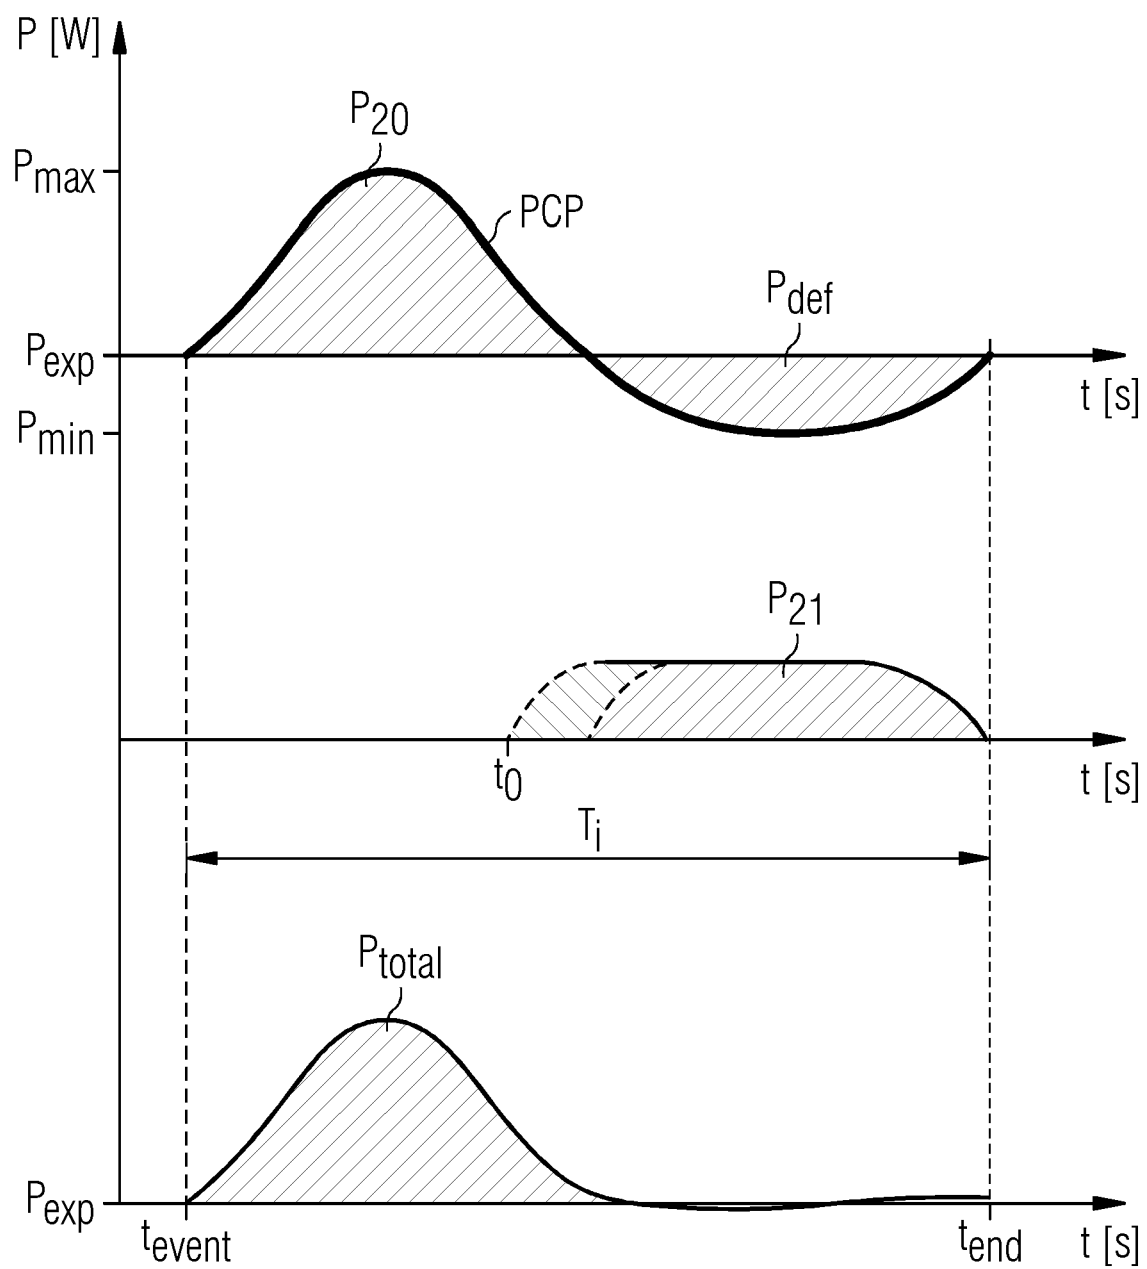 P [W]
P20
Pmax
PCP
Pdef
Pexp
t [s]
Pmin
P21
t0
t [s]
Ti
Ptotal
Pexp
tevent
tend
t [s]